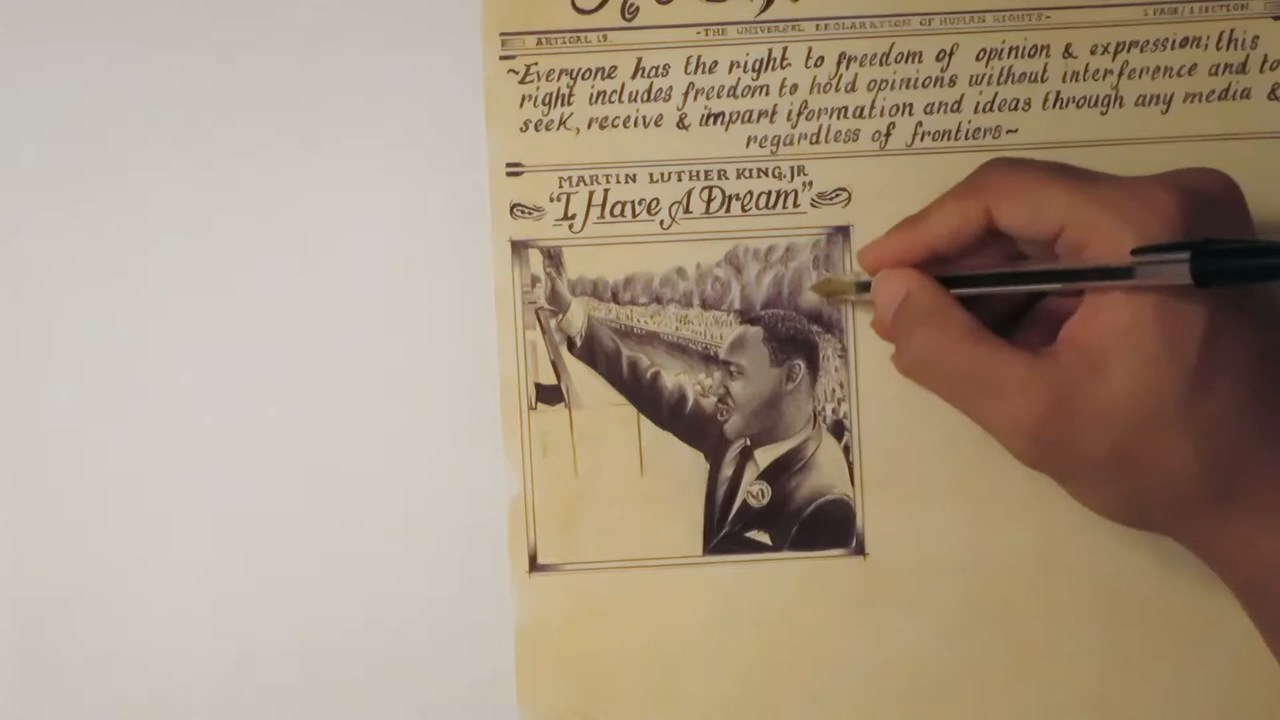 ARTICAL 19.
-THE UNIVERSAL DECLARATION OF HUMAN RIGHTS-
1 PAGE/1 SECTION.
~Everyone has the right to freedom of opinion & expression; this
right includes freedom to hold opinions without interference and to
seek, receive & impart iformation and ideas through any media &
regardless of frontiers~
MARTIN LUTHER KING.JR
"I Have A Dream"